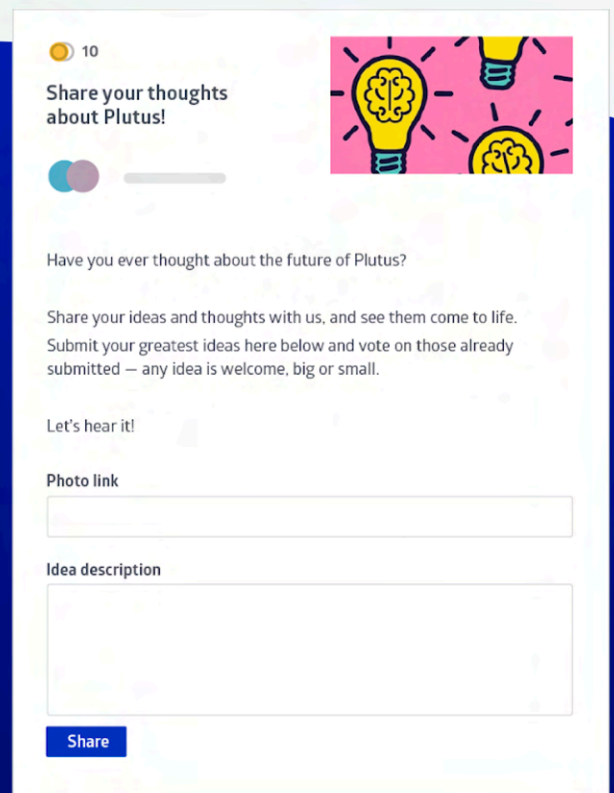 10
Share your thoughts
about Plutus!
Have you ever thought about the future of Plutus?
Share your ideas and thoughts with us, and see them come to life.
Submit your greatest ideas here below and vote on those already
submitted — any idea is welcome, big or small.
Let's hear it!
Photo link
Idea description
Share